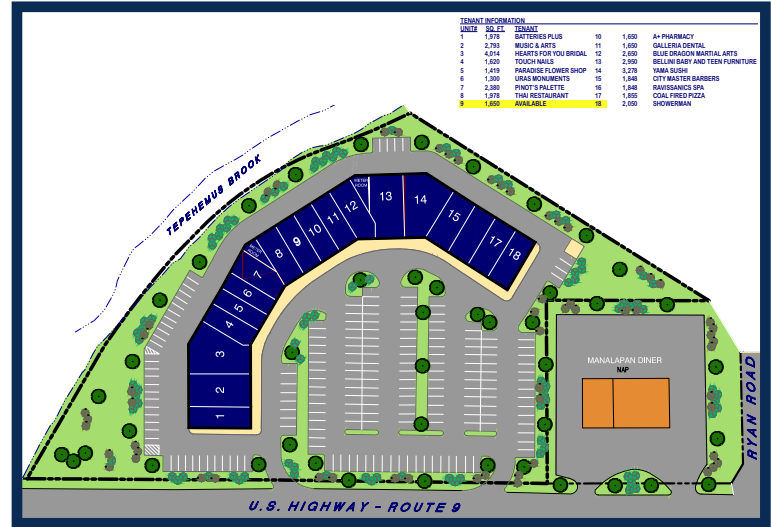 TENANT INFORMATION
UNIT# SQ. FT. TENANT
1 1,978 BATTERIES PLUS 10 1,650 A+ PHARMACY
2 2,793 MUSIC & ARTS 11 1,650 GALLERIA DENTAL
3 4,014 HEARTS FOR YOU BRIDAL 12 2,650 BLUE DRAGON MARTIAL ARTS
4 1,620 TOUCH NAILS 13 2,950 BELLINI BABY AND TEEN FURNITURE
5 1,419 PARADISE FLOWER SHOP 14 3,278 YAMA SUSHI
6 1,300 URAS MONUMENTS 15 1,848 CITY MASTER BARBERS
7 2,380 PINOT'S PALETTE 16 1,848 RAVISSANICS SPA
8 1,978 THAI RESTAURANT 17 1,855 COAL FIRED PIZZA
9 1,650 AVAILABLE 18 2,050 SHOWERMAN
TEPEHEMUS BROOK
METER
ROOM
13
14
12
11
10
9
8
15
17
18
METER
ROOM
7
6
5
4
3
2
1
MANALAPAN DINER
NAP
RYAN ROAD
U.S. HIGHWAY - ROUTE 9